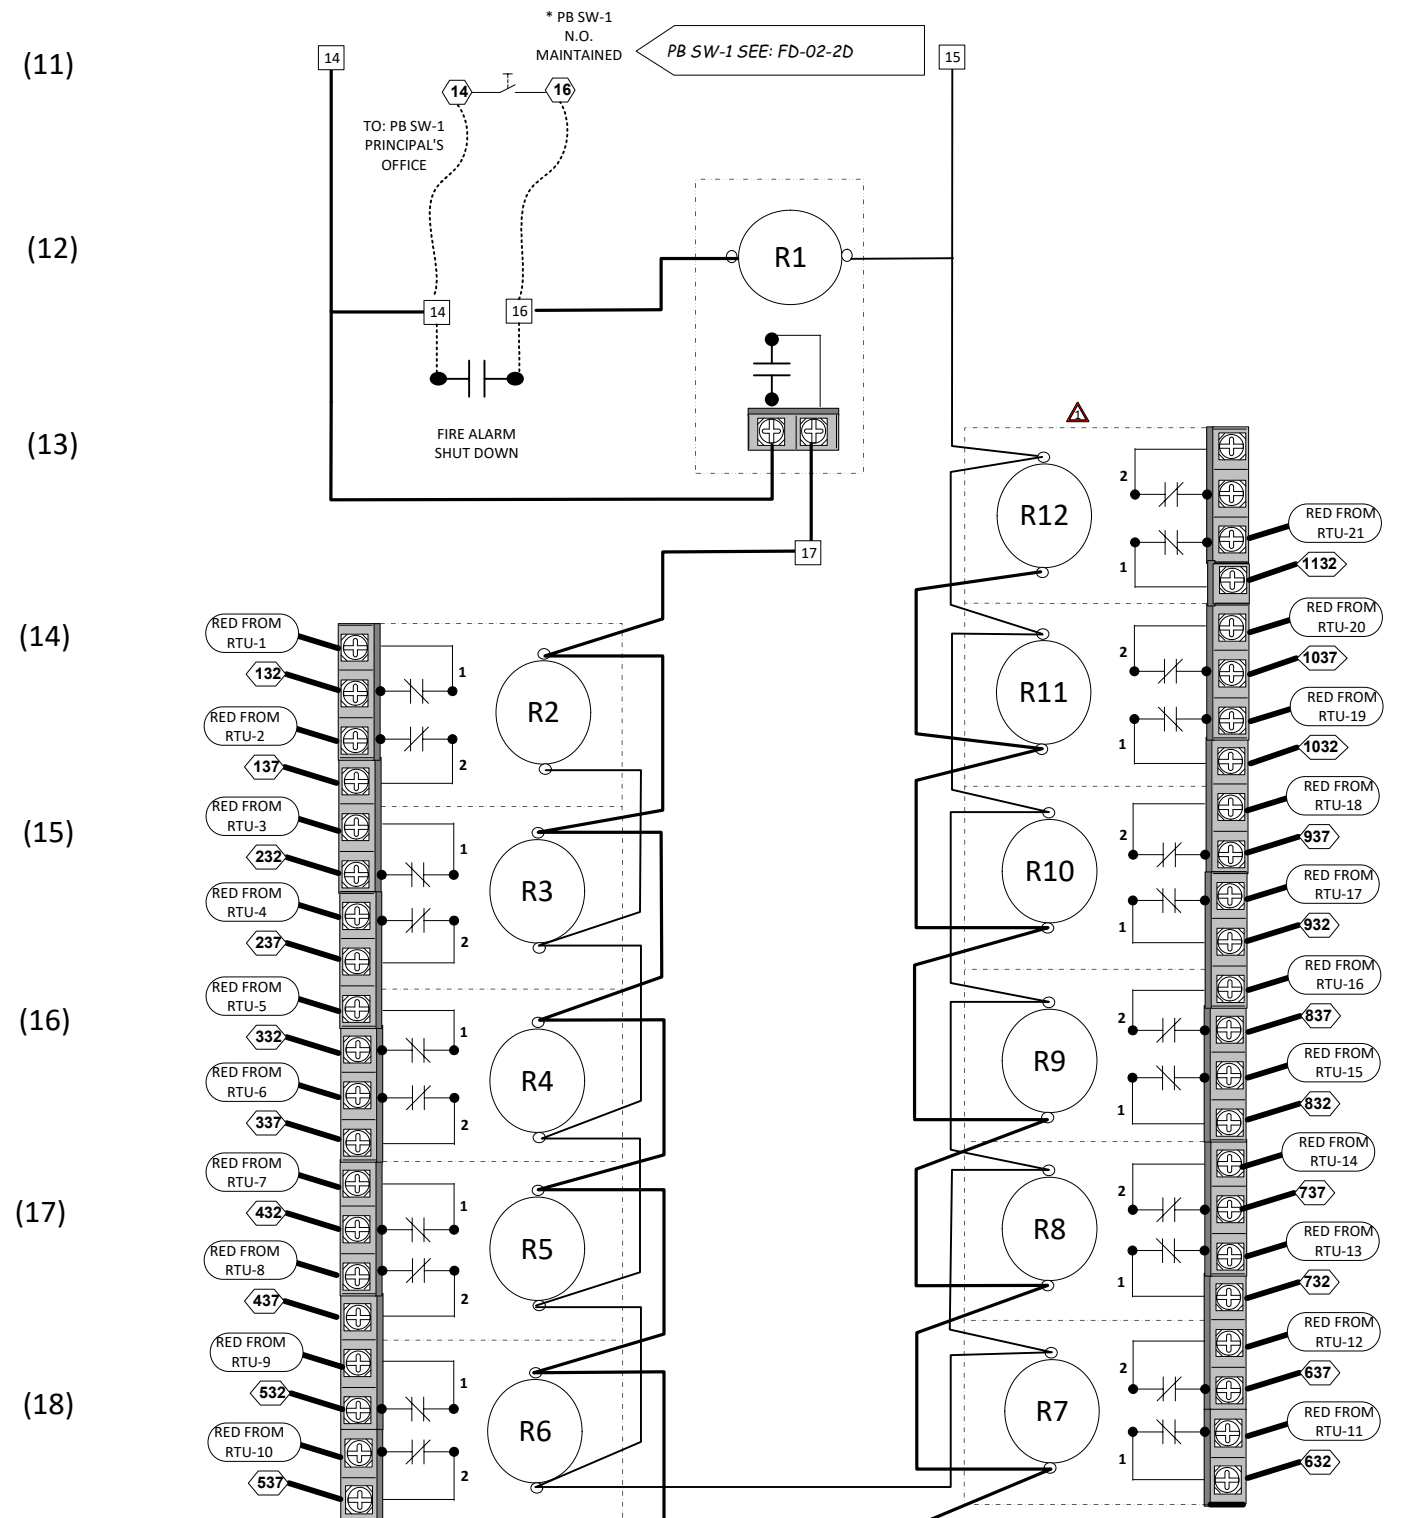 (11)
14
* PB SW-1
N.O.
MAINTAINED
PB SW-1 SEE: FD-02-2D
15
14
16
TO: PB SW-1
PRINCIPAL'S
OFFICE
(12)
R1
14
16
(13)
FIRE ALARM
SHUT DOWN
17
1
R12
2
1
RED FROM
RTU-21
1132
(14)
RED FROM
RTU-1
132
RED FROM
RTU-2
137
1
2
R2
R11
2
1
RED FROM
RTU-20
1037
RED FROM
RTU-19
1032
(15)
RED FROM
RTU-3
232
RED FROM
RTU-4
237
1
2
R3
R10
2
1
RED FROM
RTU-18
937
RED FROM
RTU-17
932
(16)
RED FROM
RTU-5
332
RED FROM
RTU-6
337
1
2
R4
R9
2
1
RED FROM
RTU-16
837
RED FROM
RTU-15
832
(17)
RED FROM
RTU-7
432
RED FROM
RTU-8
437
1
2
R5
R8
2
1
RED FROM
RTU-14
737
RED FROM
RTU-13
732
(18)
RED FROM
RTU-9
532
RED FROM
RTU-10
537
1
2
R6
R7
2
1
RED FROM
RTU-12
637
RED FROM
RTU-11
632